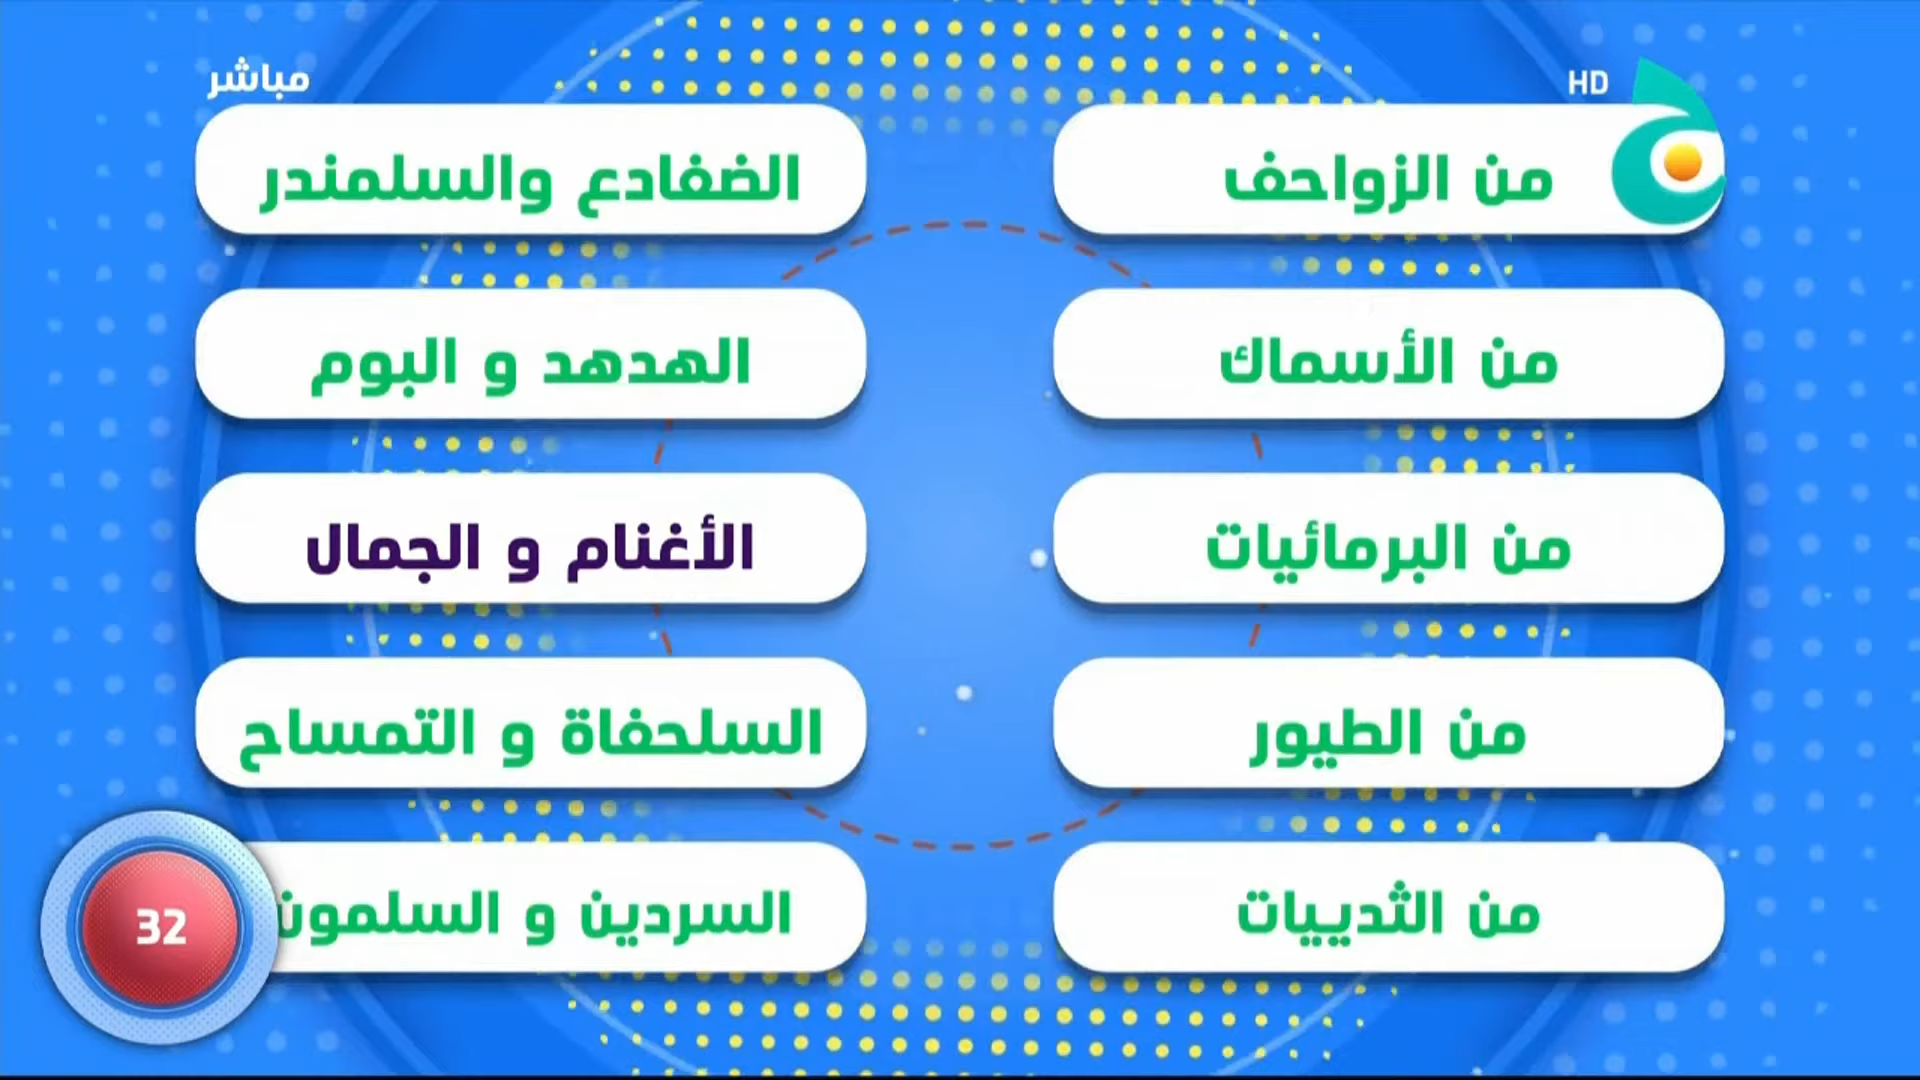 HD
مباشر
من الزواحف
الضفادع والسلمندر
من الأسماك
الهدهد و البوم
من البرمائيات
الأغنام و الجمال
من الطيور
السلحفاة و التمساح
من الثدييات
السردين و السلمون
32